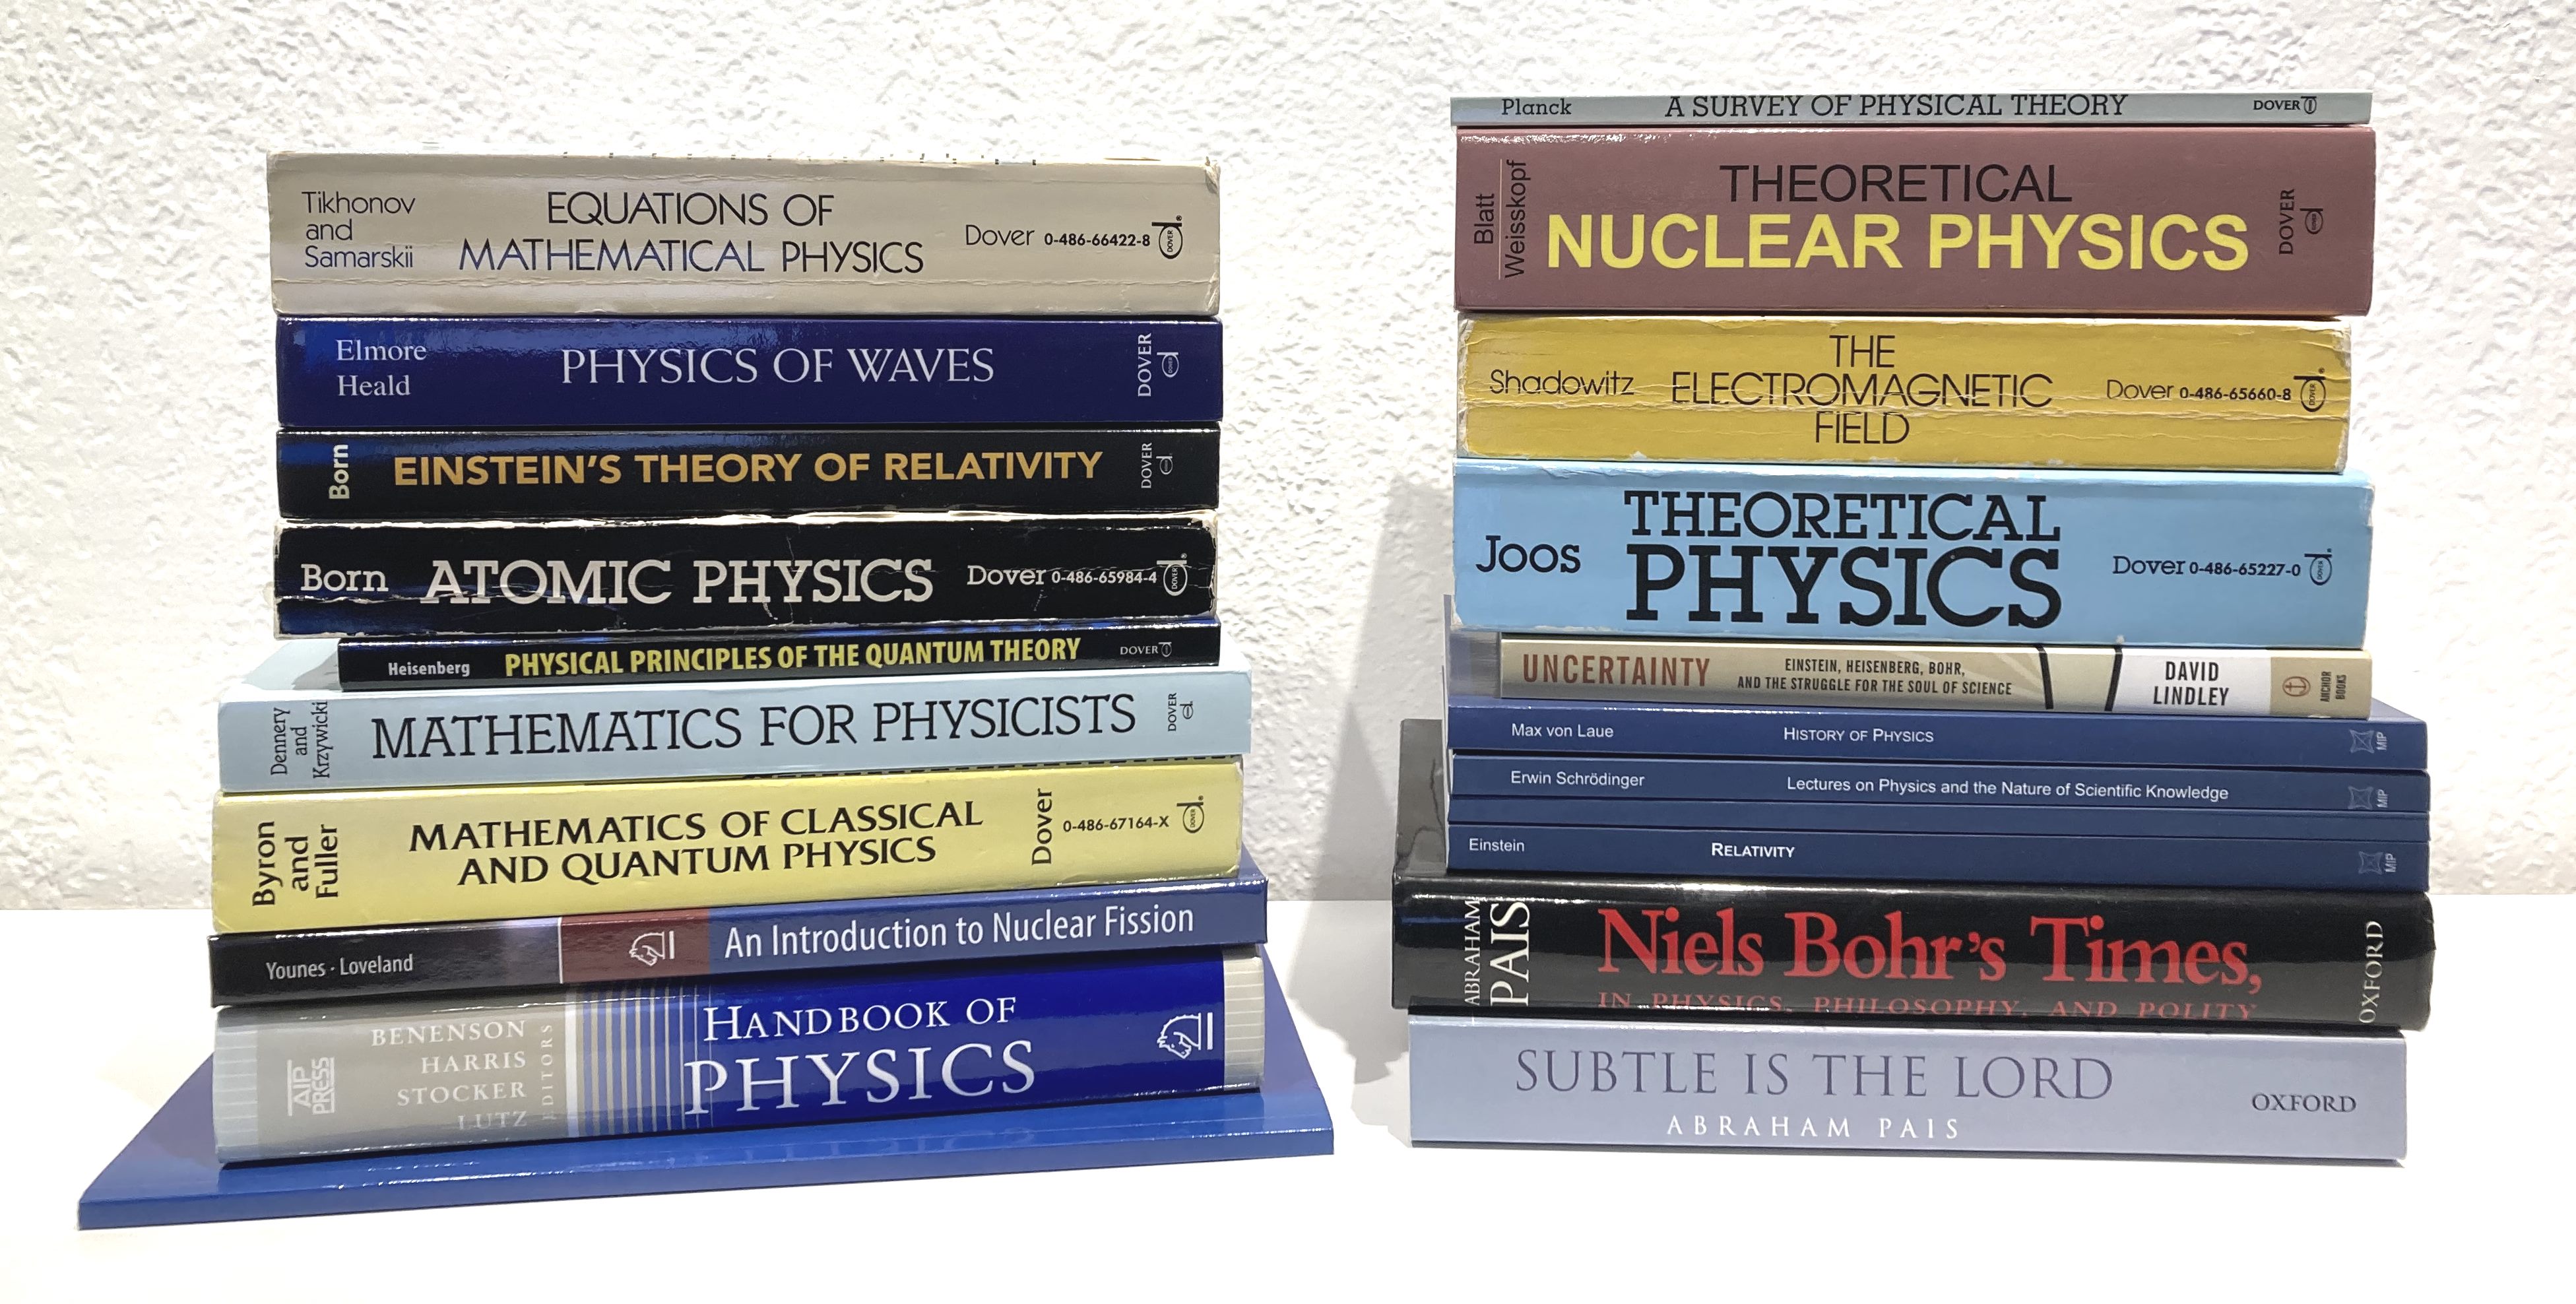 Tikhonov
and
Samarskii
EQUATIONS OF
MATHEMATICAL PHYSICS
Dover 0-486-66422-8
DOVER
Elmore
Heald
PHYSICS OF WAVES
DOVER
DOVER
Born
EINSTEIN'S THEORY OF RELATIVITY
DOVER
DOVER
Born
ATOMIC PHYSICS
Dover 0-486-65984-4
DOVER
Heisenberg
PHYSICAL PRINCIPLES OF THE QUANTUM THEORY
DOVER
Dennery
and
Krzywicki
MATHEMATICS FOR PHYSICISTS
DOVER
Byron
and
Fuller
MATHEMATICS OF CLASSICAL
AND QUANTUM PHYSICS
Dover
0-486-67164-X
DOVER
Younes · Loveland
An Introduction to Nuclear Fission
AIP
PRESS
BENENSON
HARRIS
STOCKER
LUTZ
EDITORS
HANDBOOK OF
PHYSICS
Planck
A SURVEY OF PHYSICAL THEORY
DOVER
Blatt
Weisskopf
THEORETICAL
NUCLEAR PHYSICS
DOVER
DOVER
Shadowitz
THE
ELECTROMAGNETIC
FIELD
Dover 0-486-65660-8
DOVER
Joos
THEORETICAL
PHYSICS
Dover 0-486-65227-0
DOVER
UNCERTAINTY
EINSTEIN, HEISENBERG, BOHR,
AND THE STRUGGLE FOR THE SOUL OF SCIENCE
DAVID
LINDLEY
ANCHOR
BOOKS
Max von Laue
HISTORY OF PHYSICS
MIP
Erwin Schrödinger
Lectures on Physics and the Nature of Scientific Knowledge
MIP
Einstein
RELATIVITY
MIP
ABRAHAM
PAIS
Niels Bohr's Times,
IN PHYSICS, PHILOSOPHY, AND POLITY
OXFORD
SUBTLE IS THE LORD
ABRAHAM PAIS
OXFORD